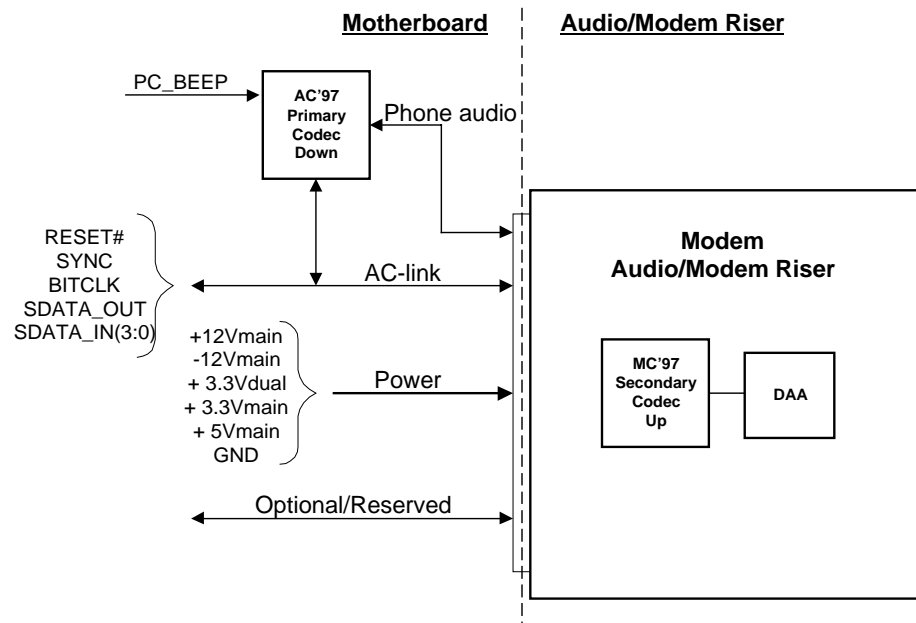 Motherboard
Audio/Modem Riser
PC_BEEP
AC’97
Primary
Codec
Down
Phone audio
RESET#
SYNC
BITCLK
SDATA_OUT
SDATA_IN(3:0)
AC-link
+12Vmain
-12Vmain
+ 3.3Vdual
+ 3.3Vmain
+ 5Vmain
GND
Power
Optional/Reserved
Modem
Audio/Modem Riser
MC’97
Secondary
Codec
Up
DAA